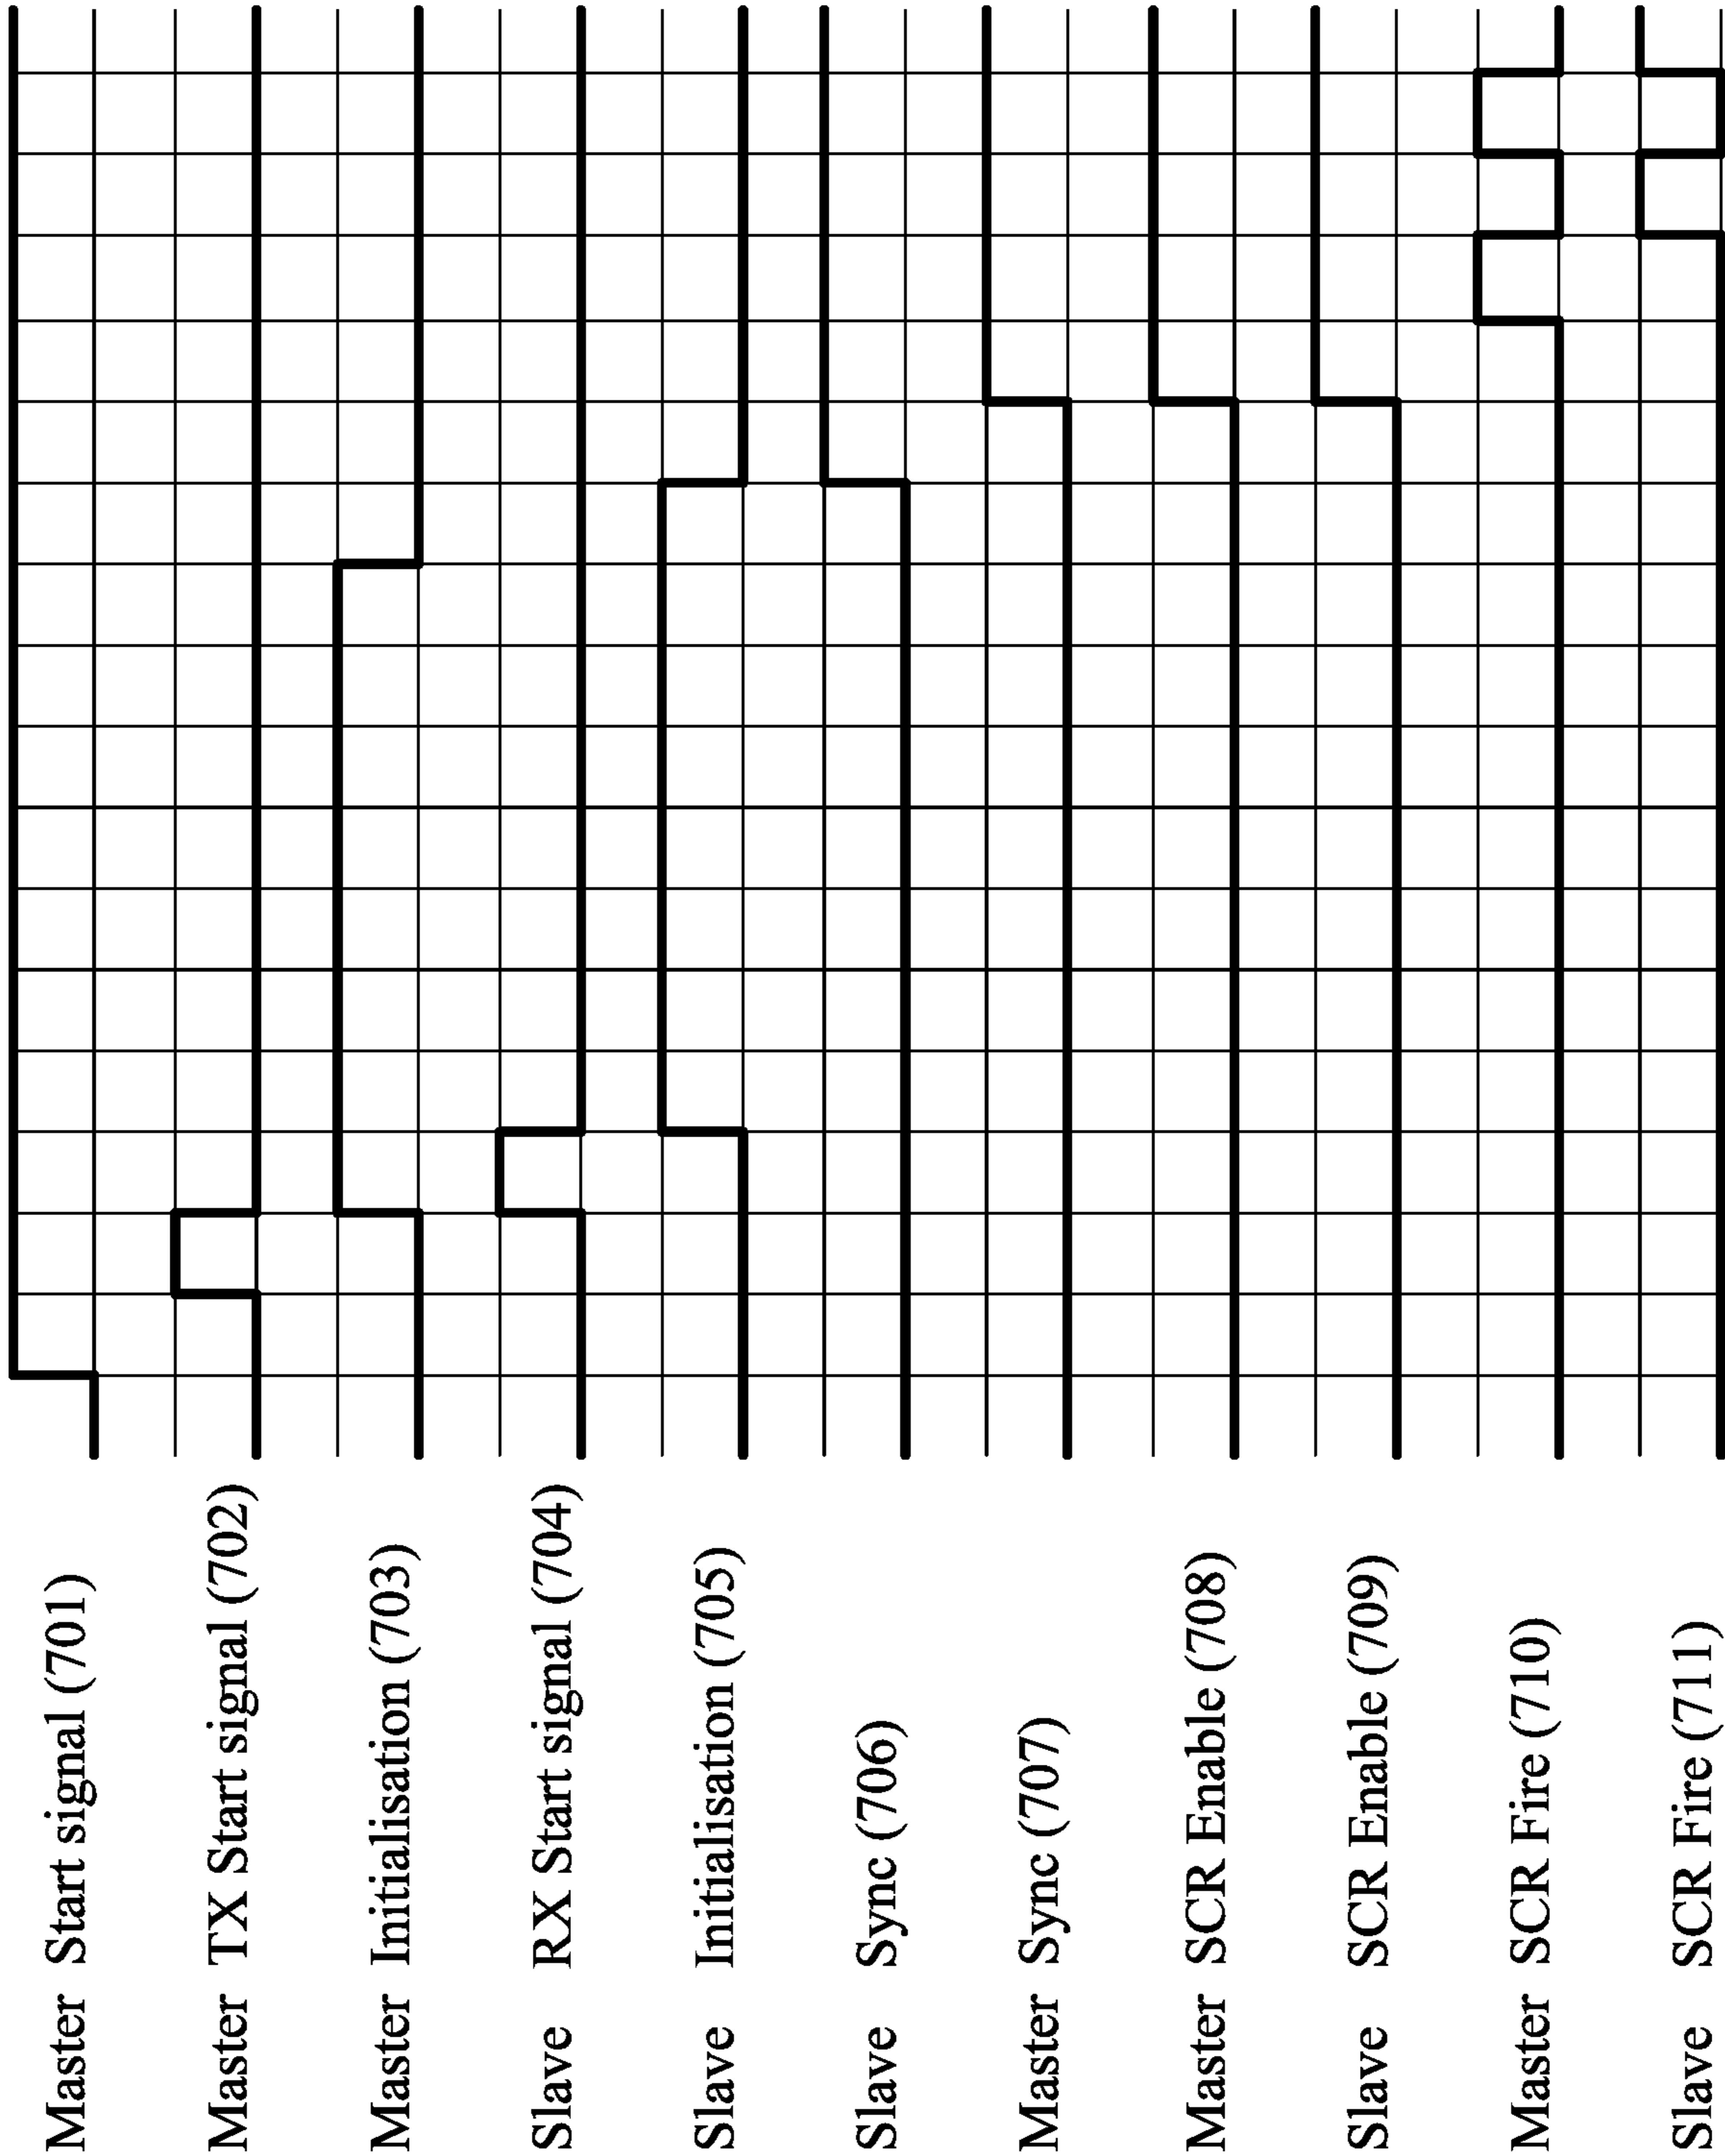 Master Start signal (701)
Master TX Start signal (702)
Master Initialisation (703)
Slave RX Start signal (704)
Slave Initialisation (705)
Slave Sync (706)
Master Sync (707)
Master SCR Enable (708)
Slave SCR Enable (709)
Master SCR Fire (710)
Slave SCR Fire (711)